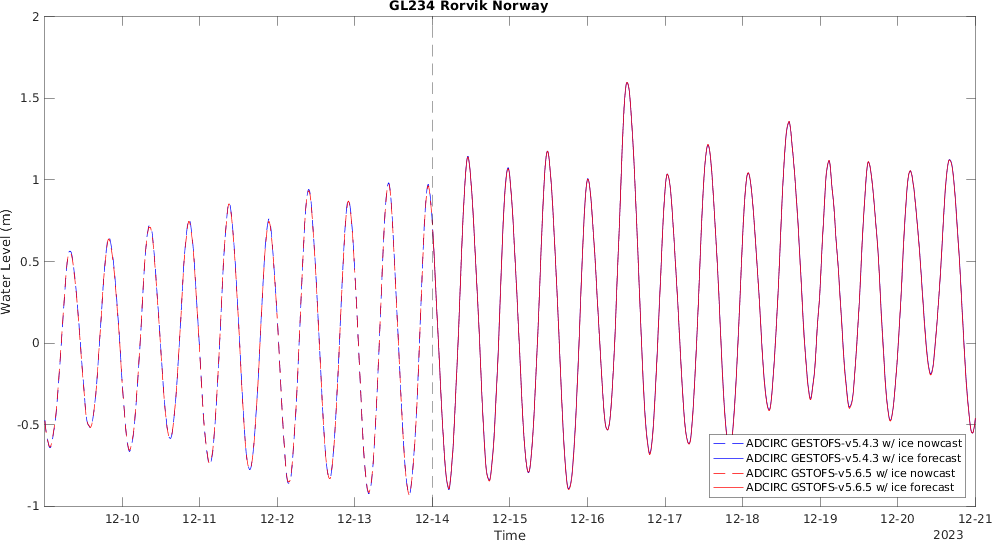 GL234 Rorvik Norway
2
1.5
1
0.5
0
-0.5
-1
Water Level (m)
12-10
12-11
12-12
12-13
12-14
12-15
12-16
12-17
12-18
12-19
12-20
12-21
Time
2023
ADCIRC GESTOFS-v5.4.3 w/ ice nowcast
ADCIRC GESTOFS-v5.4.3 w/ ice forecast
ADCIRC GSTOFS-v5.6.5 w/ ice nowcast
ADCIRC GSTOFS-v5.6.5 w/ ice forecast